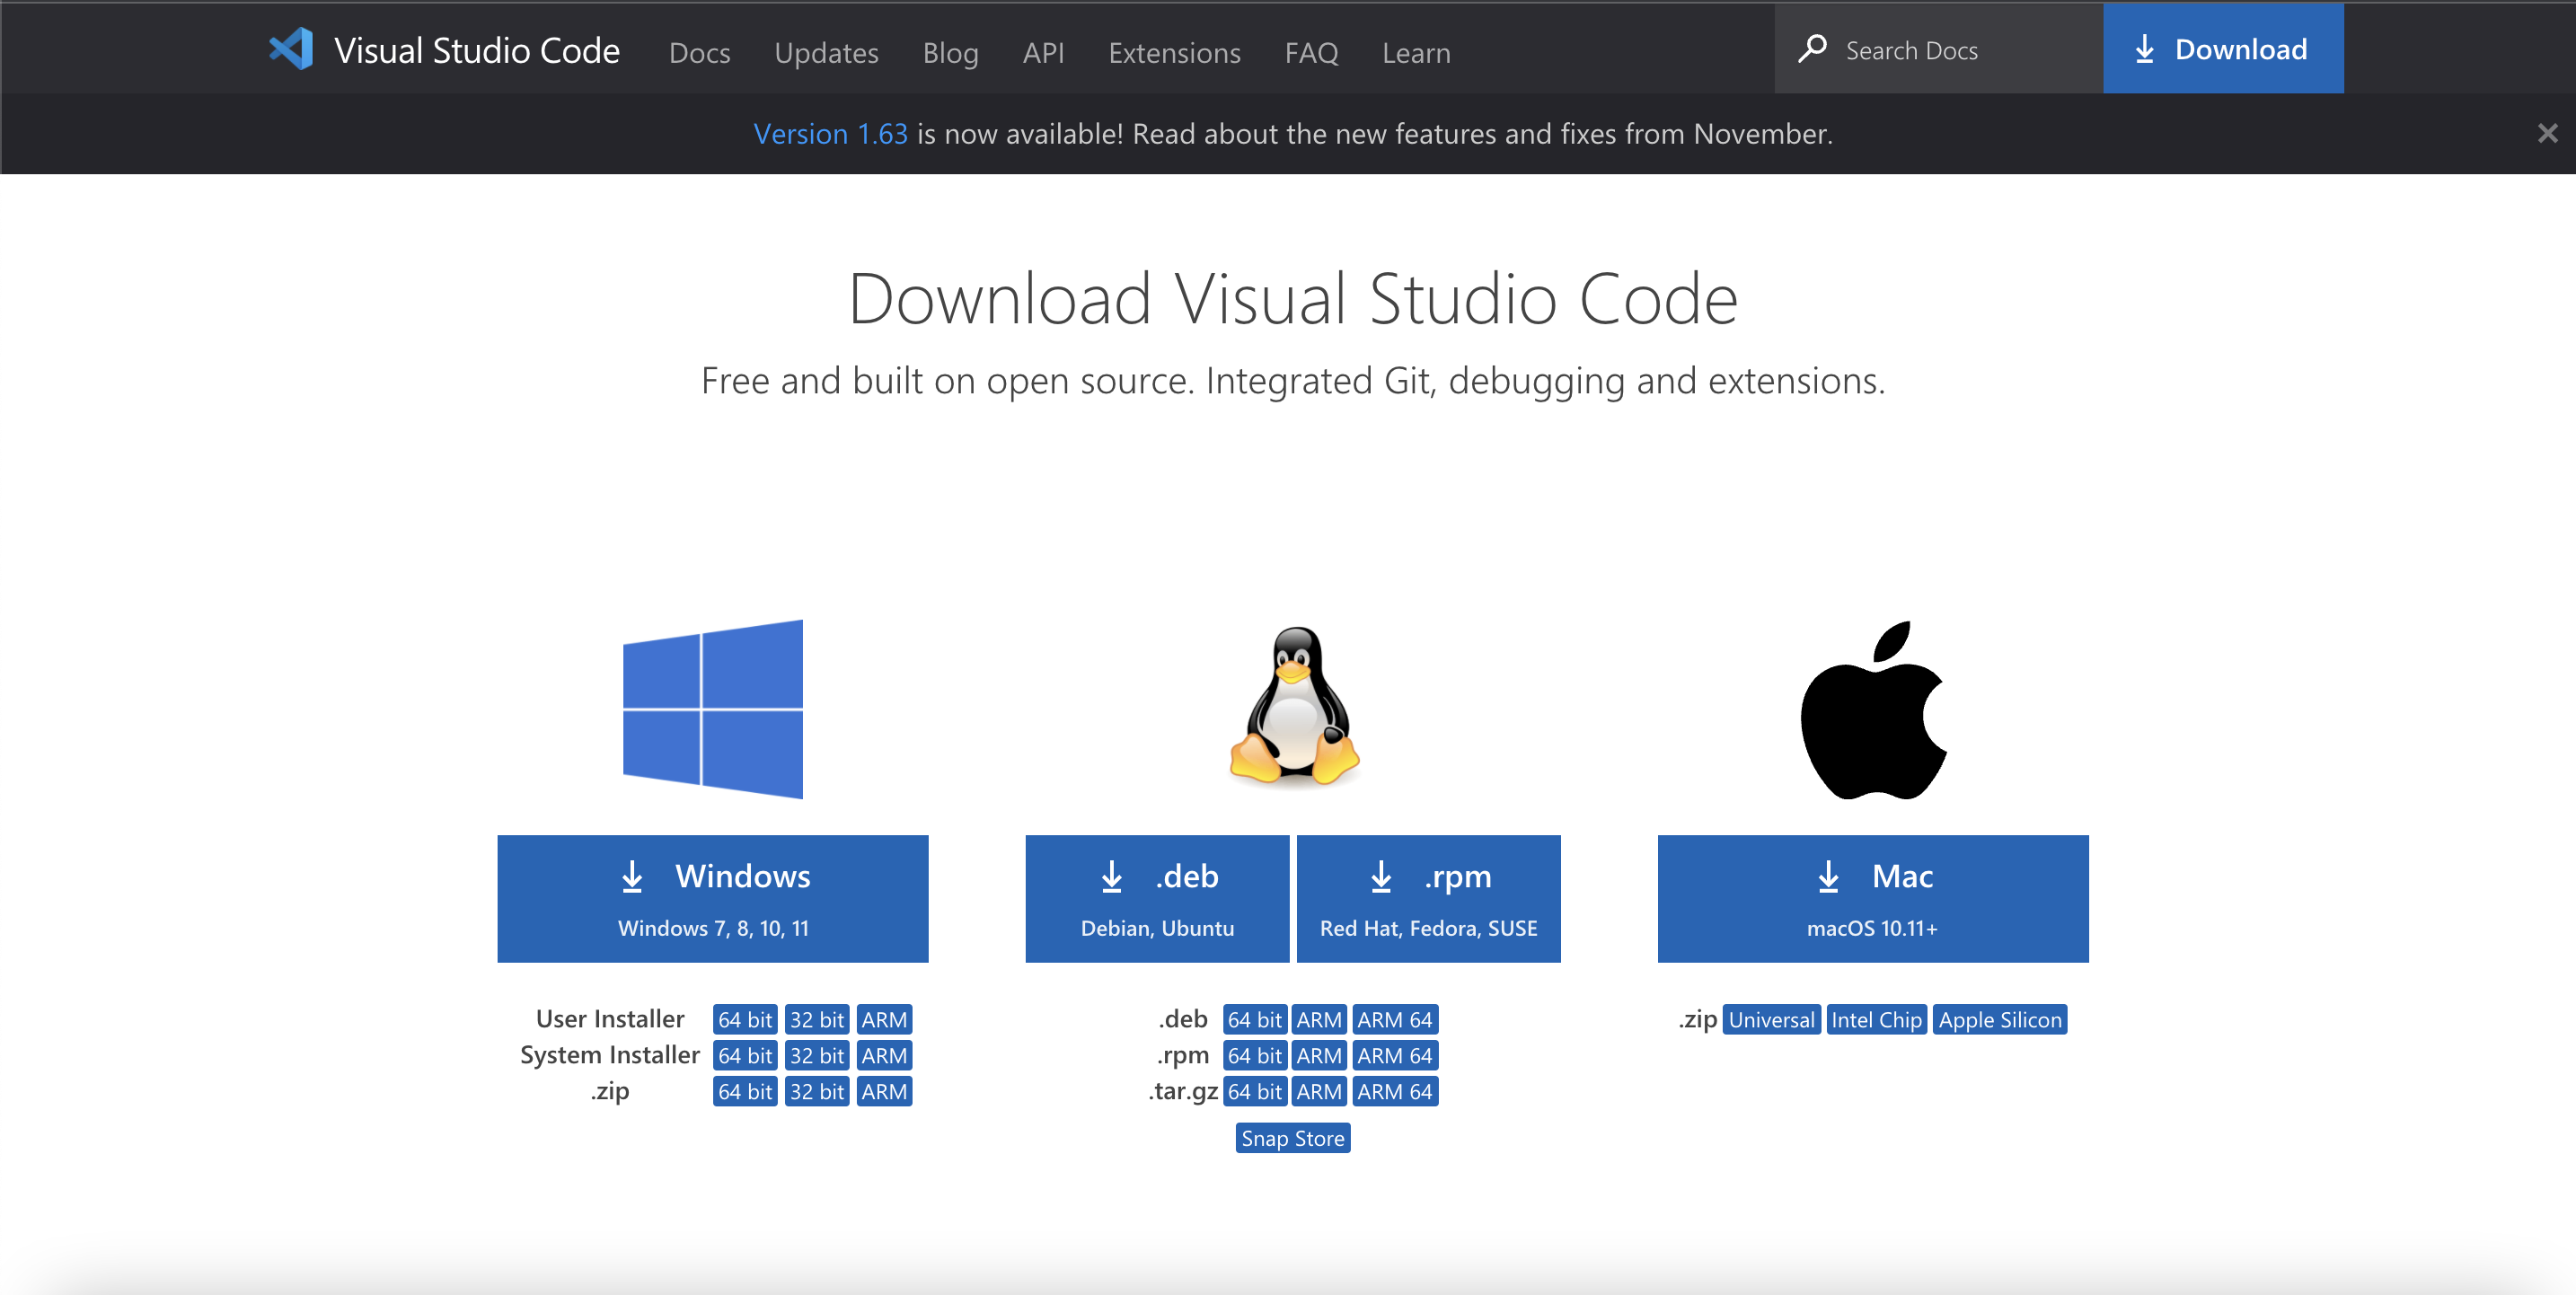 Visual Studio Code Docs Updates Blog API Extensions FAQ Learn Search Docs Download
Version 1.63 is now available! Read about the new features and fixes from November.
Download Visual Studio Code
Free and built on open source. Integrated Git, debugging and extensions.
Windows
Windows 7, 8, 10, 11
User Installer 64 bit 32 bit ARM
System Installer 64 bit 32 bit ARM
.zip 64 bit 32 bit ARM
.deb
Debian, Ubuntu
.rpm
Red Hat, Fedora, SUSE
.deb 64 bit ARM ARM 64
.rpm 64 bit ARM ARM 64
.tar.gz 64 bit ARM ARM 64
Snap Store
Mac
macOS 10.11+
.zip Universal Intel Chip Apple Silicon